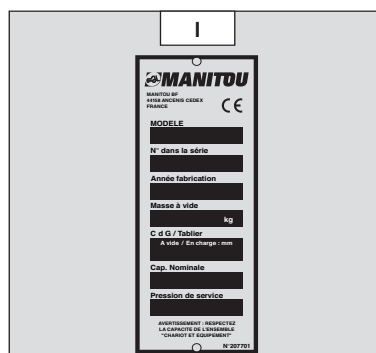 I
MANITOU
MANITOU BF
44158 ANCENIS CEDEX
FRANCE
CE
MODELE
N° dans la série
Année fabrication
Masse à vide
kg
C d G / Tablier
A vide / En charge : mm
Cap. Nominale
Pression de service
AVERTISSEMENT : RESPECTEZ
LA CAPACITE DE L'ENSEMBLE
"CHARIOT ET EQUIPEMENT"
N°207701